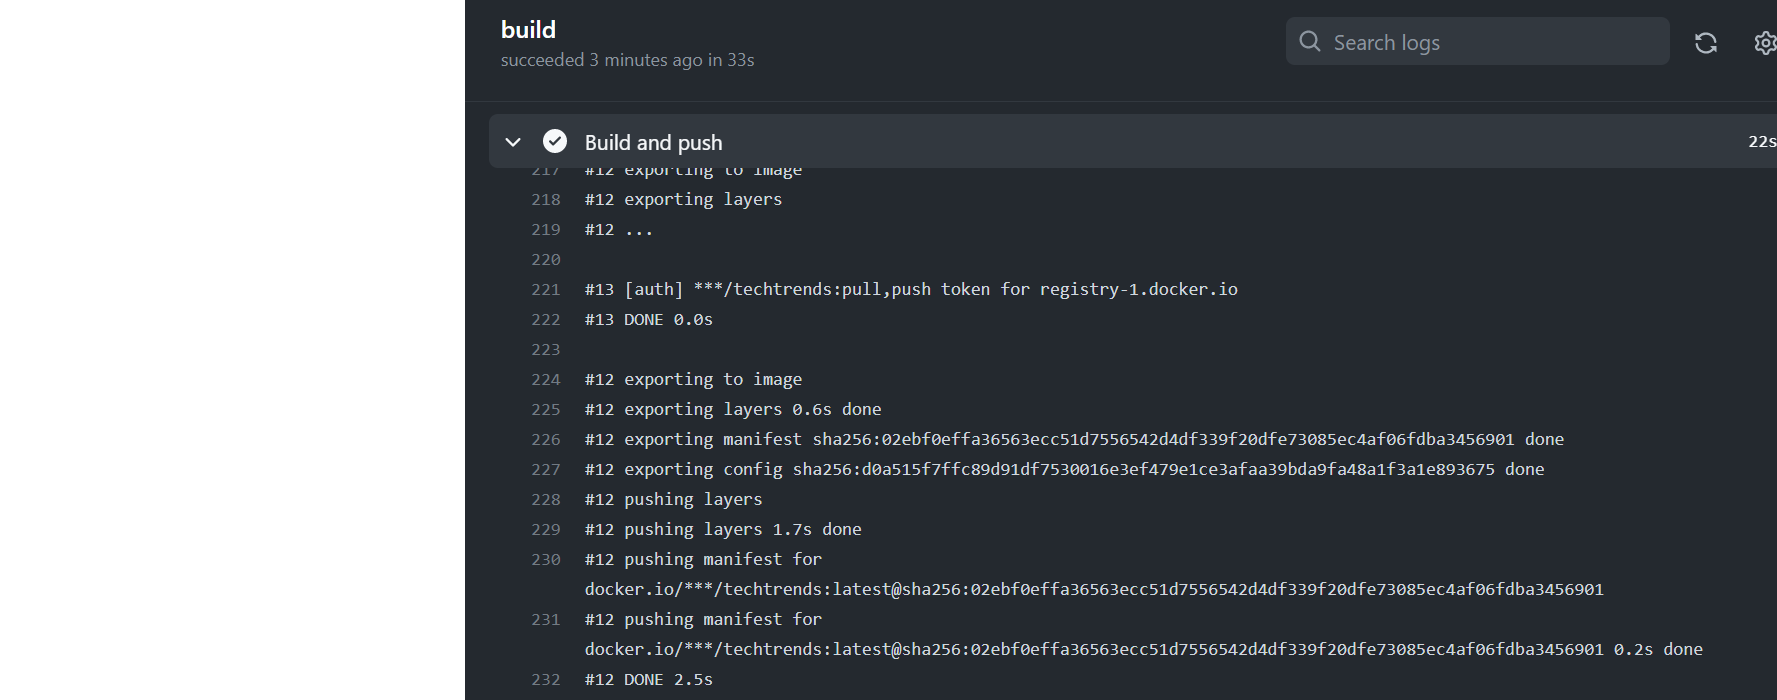 build
succeeded 3 minutes ago in 33s
Search logs
Build and push
22s
217 #12 exporting to image
218 #12 exporting layers
219 #12 ...
220
221 #13 [auth] ***/techtrends:pull,push token for registry-1.docker.io
222 #13 DONE 0.0s
223
224 #12 exporting to image
225 #12 exporting layers 0.6s done
226 #12 exporting manifest sha256:02ebf0effa36563ecc51d7556542d4df339f20dfe73085ec4af06fdba3456901 done
227 #12 exporting config sha256:d0a515f7ffc89d91df7530016e3ef479e1ce3afaa39bda9fa48a1f3a1e893675 done
228 #12 pushing layers
229 #12 pushing layers 1.7s done
230 #12 pushing manifest for
docker.io/***/techtrends:latest@sha256:02ebf0effa36563ecc51d7556542d4df339f20dfe73085ec4af06fdba3456901
231 #12 pushing manifest for
docker.io/***/techtrends:latest@sha256:02ebf0effa36563ecc51d7556542d4df339f20dfe73085ec4af06fdba3456901 0.2s done
232 #12 DONE 2.5s